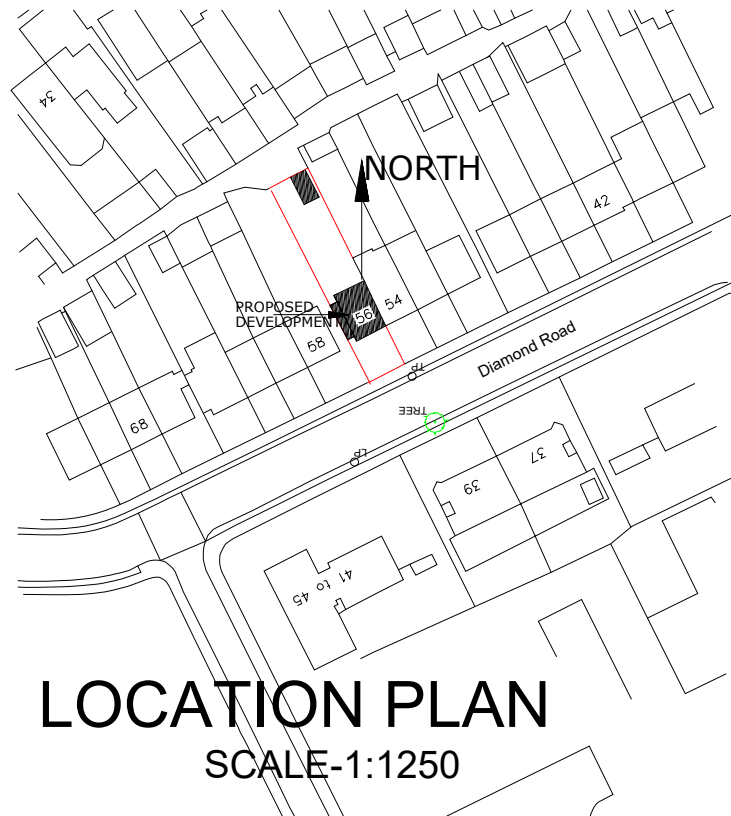 34
NORTH
42
PROPOSED
DEVELOPMENT
56
54
58
Diamond Road
TP
TREE
68
LP
37
39
41 to 45
LOCATION PLAN
SCALE-1:1250